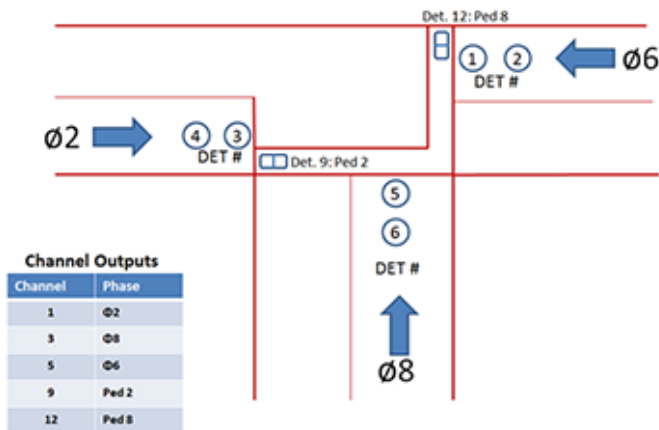 Det. 12: Ped 8
1 2
Ø6
DET #
Ø2
4 3
DET #
Det. 9: Ped 2
5
6
DET #
Ø8
Channel Outputs
Channel Phase
1 Φ2
3 Φ8
5 Φ6
9 Ped 2
12 Ped 8